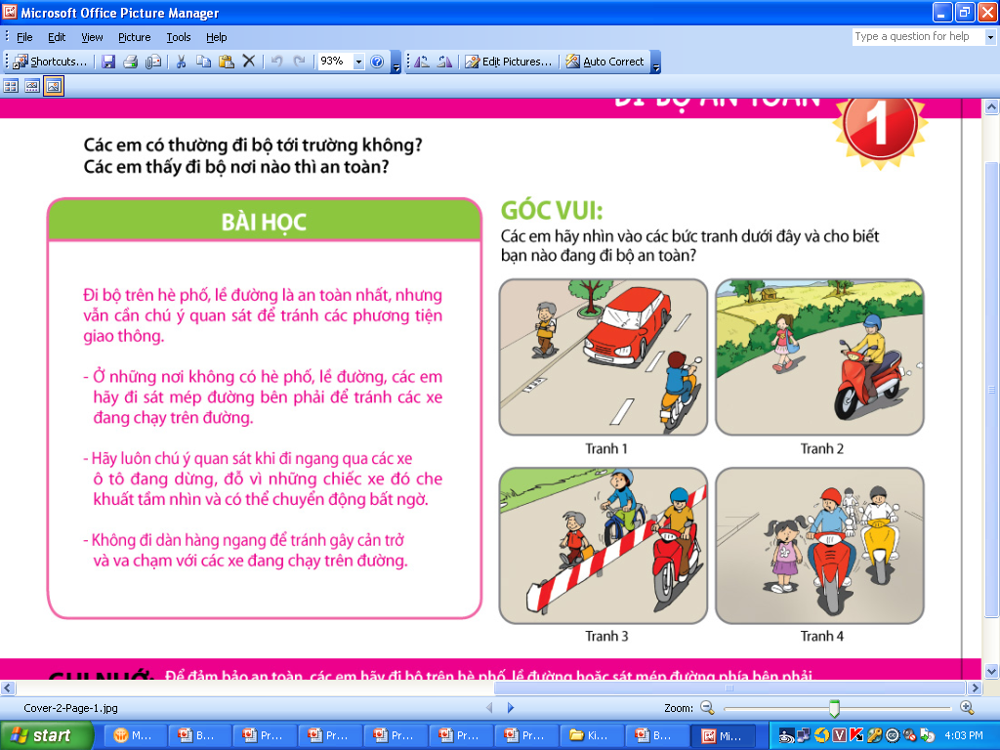 Microsoft Office Picture Manager
File Edit View Picture Tools Help
Type a question for help
Shortcuts... 93% Edit Pictures... Auto Correct
ĐI BỘ AN TOÀN
1
Các em có thường đi bộ tới trường không?
Các em thấy đi bộ nơi nào thì an toàn?
BÀI HỌC
Đi bộ trên hè phố, lề đường là an toàn nhất, nhưng
vẫn cần chú ý quan sát để tránh các phương tiện
giao thông.
- Ở những nơi không có hè phố, lề đường, các em
hãy đi sát mép đường bên phải để tránh các xe
đang chạy trên đường.
- Hãy luôn chú ý quan sát khi đi ngang qua các xe
ô tô đang dừng, đỗ vì những chiếc xe đó che
khuất tầm nhìn và có thể chuyển động bất ngờ.
- Không đi dàn hàng ngang để tránh gây cản trở
và va chạm với các xe đang chạy trên đường.
GÓC VUI:
Các em hãy nhìn vào các bức tranh dưới đây và cho biết
bạn nào đang đi bộ an toàn?
Tranh 1 Tranh 2
Tranh 3 Tranh 4
GHI NHỚ: Để đảm bảo an toàn, các em hãy đi bộ trên hè phố, lề đường hoặc sát mép đường phía bên phải
Cover-2-Page-1.jpg Zoom:
start M... B... Pr... Pr... Pr... Pr... Pr... Ki... B... Mi... 4:03 PM